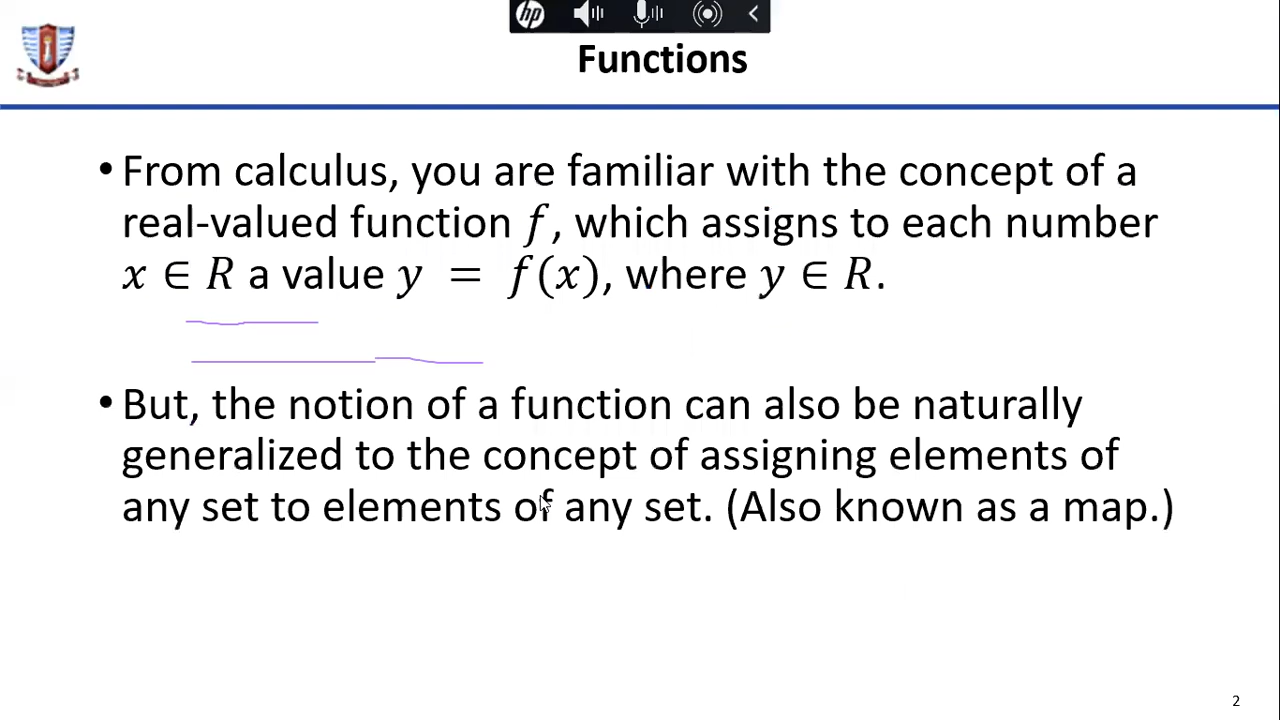 hp
Functions
• From calculus, you are familiar with the concept of a
real-valued function f, which assigns to each number
x ∈ R a value y = f(x), where y ∈ R.
• But, the notion of a function can also be naturally
generalized to the concept of assigning elements of
any set to elements of any set. (Also known as a map.)
2